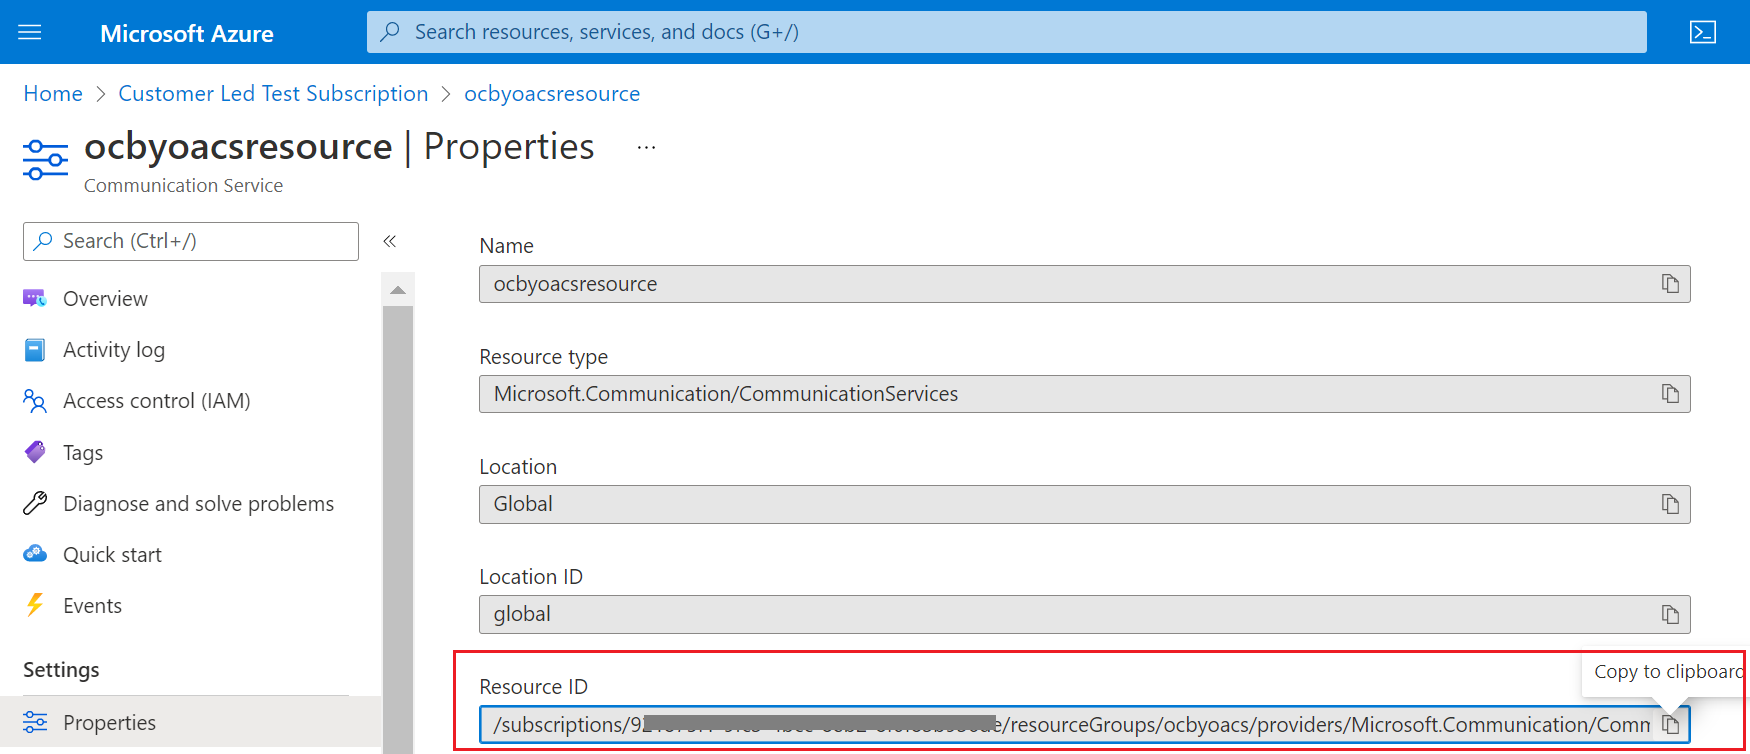 Microsoft Azure
Search resources, services, and docs (G+/)
Home > Customer Led Test Subscription > ocbyoacsresource
ocbyoacsresource | Properties ...
Communication Service
Search (Ctrl+/)
«
Overview
Activity log
Access control (IAM)
Tags
Diagnose and solve problems
Quick start
Events
Settings
Properties
Name
ocbyoacsresource
Resource type
Microsoft.Communication/CommunicationServices
Location
Global
Location ID
global
Copy to clipboard
Resource ID
/subscriptions/92 e/resourceGroups/ocbyoacs/providers/Microsoft.Communication/Comm